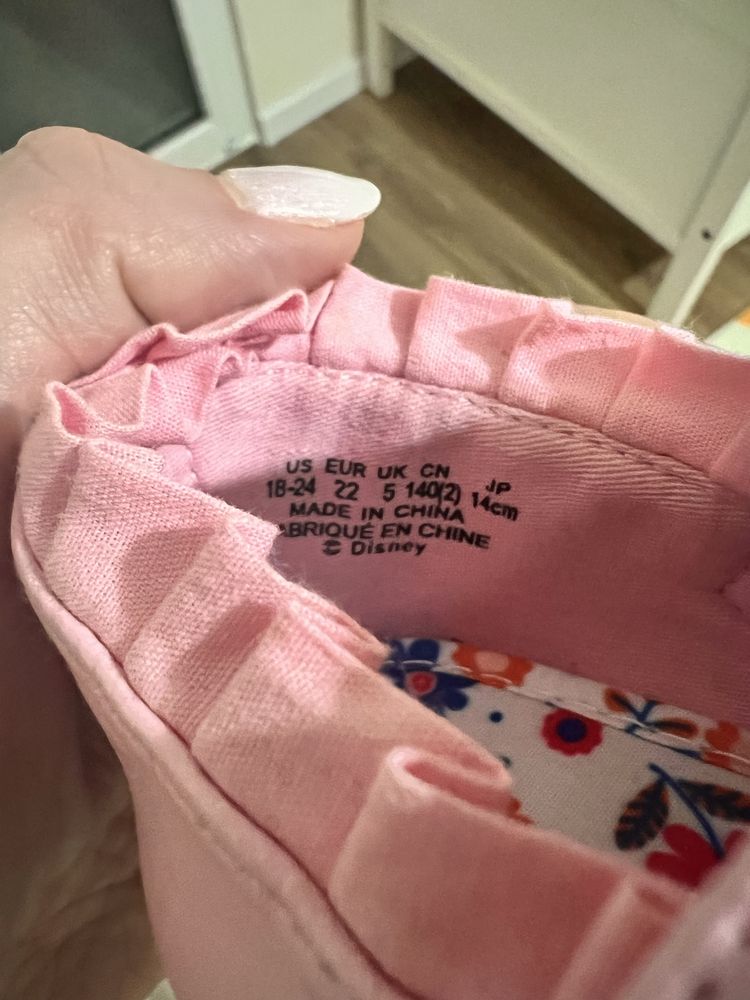 US EUR UK CN JP
18-24 22 5 140(2) 14cm
MADE IN CHINA
ABRIQUÉ EN CHINE
© Disney